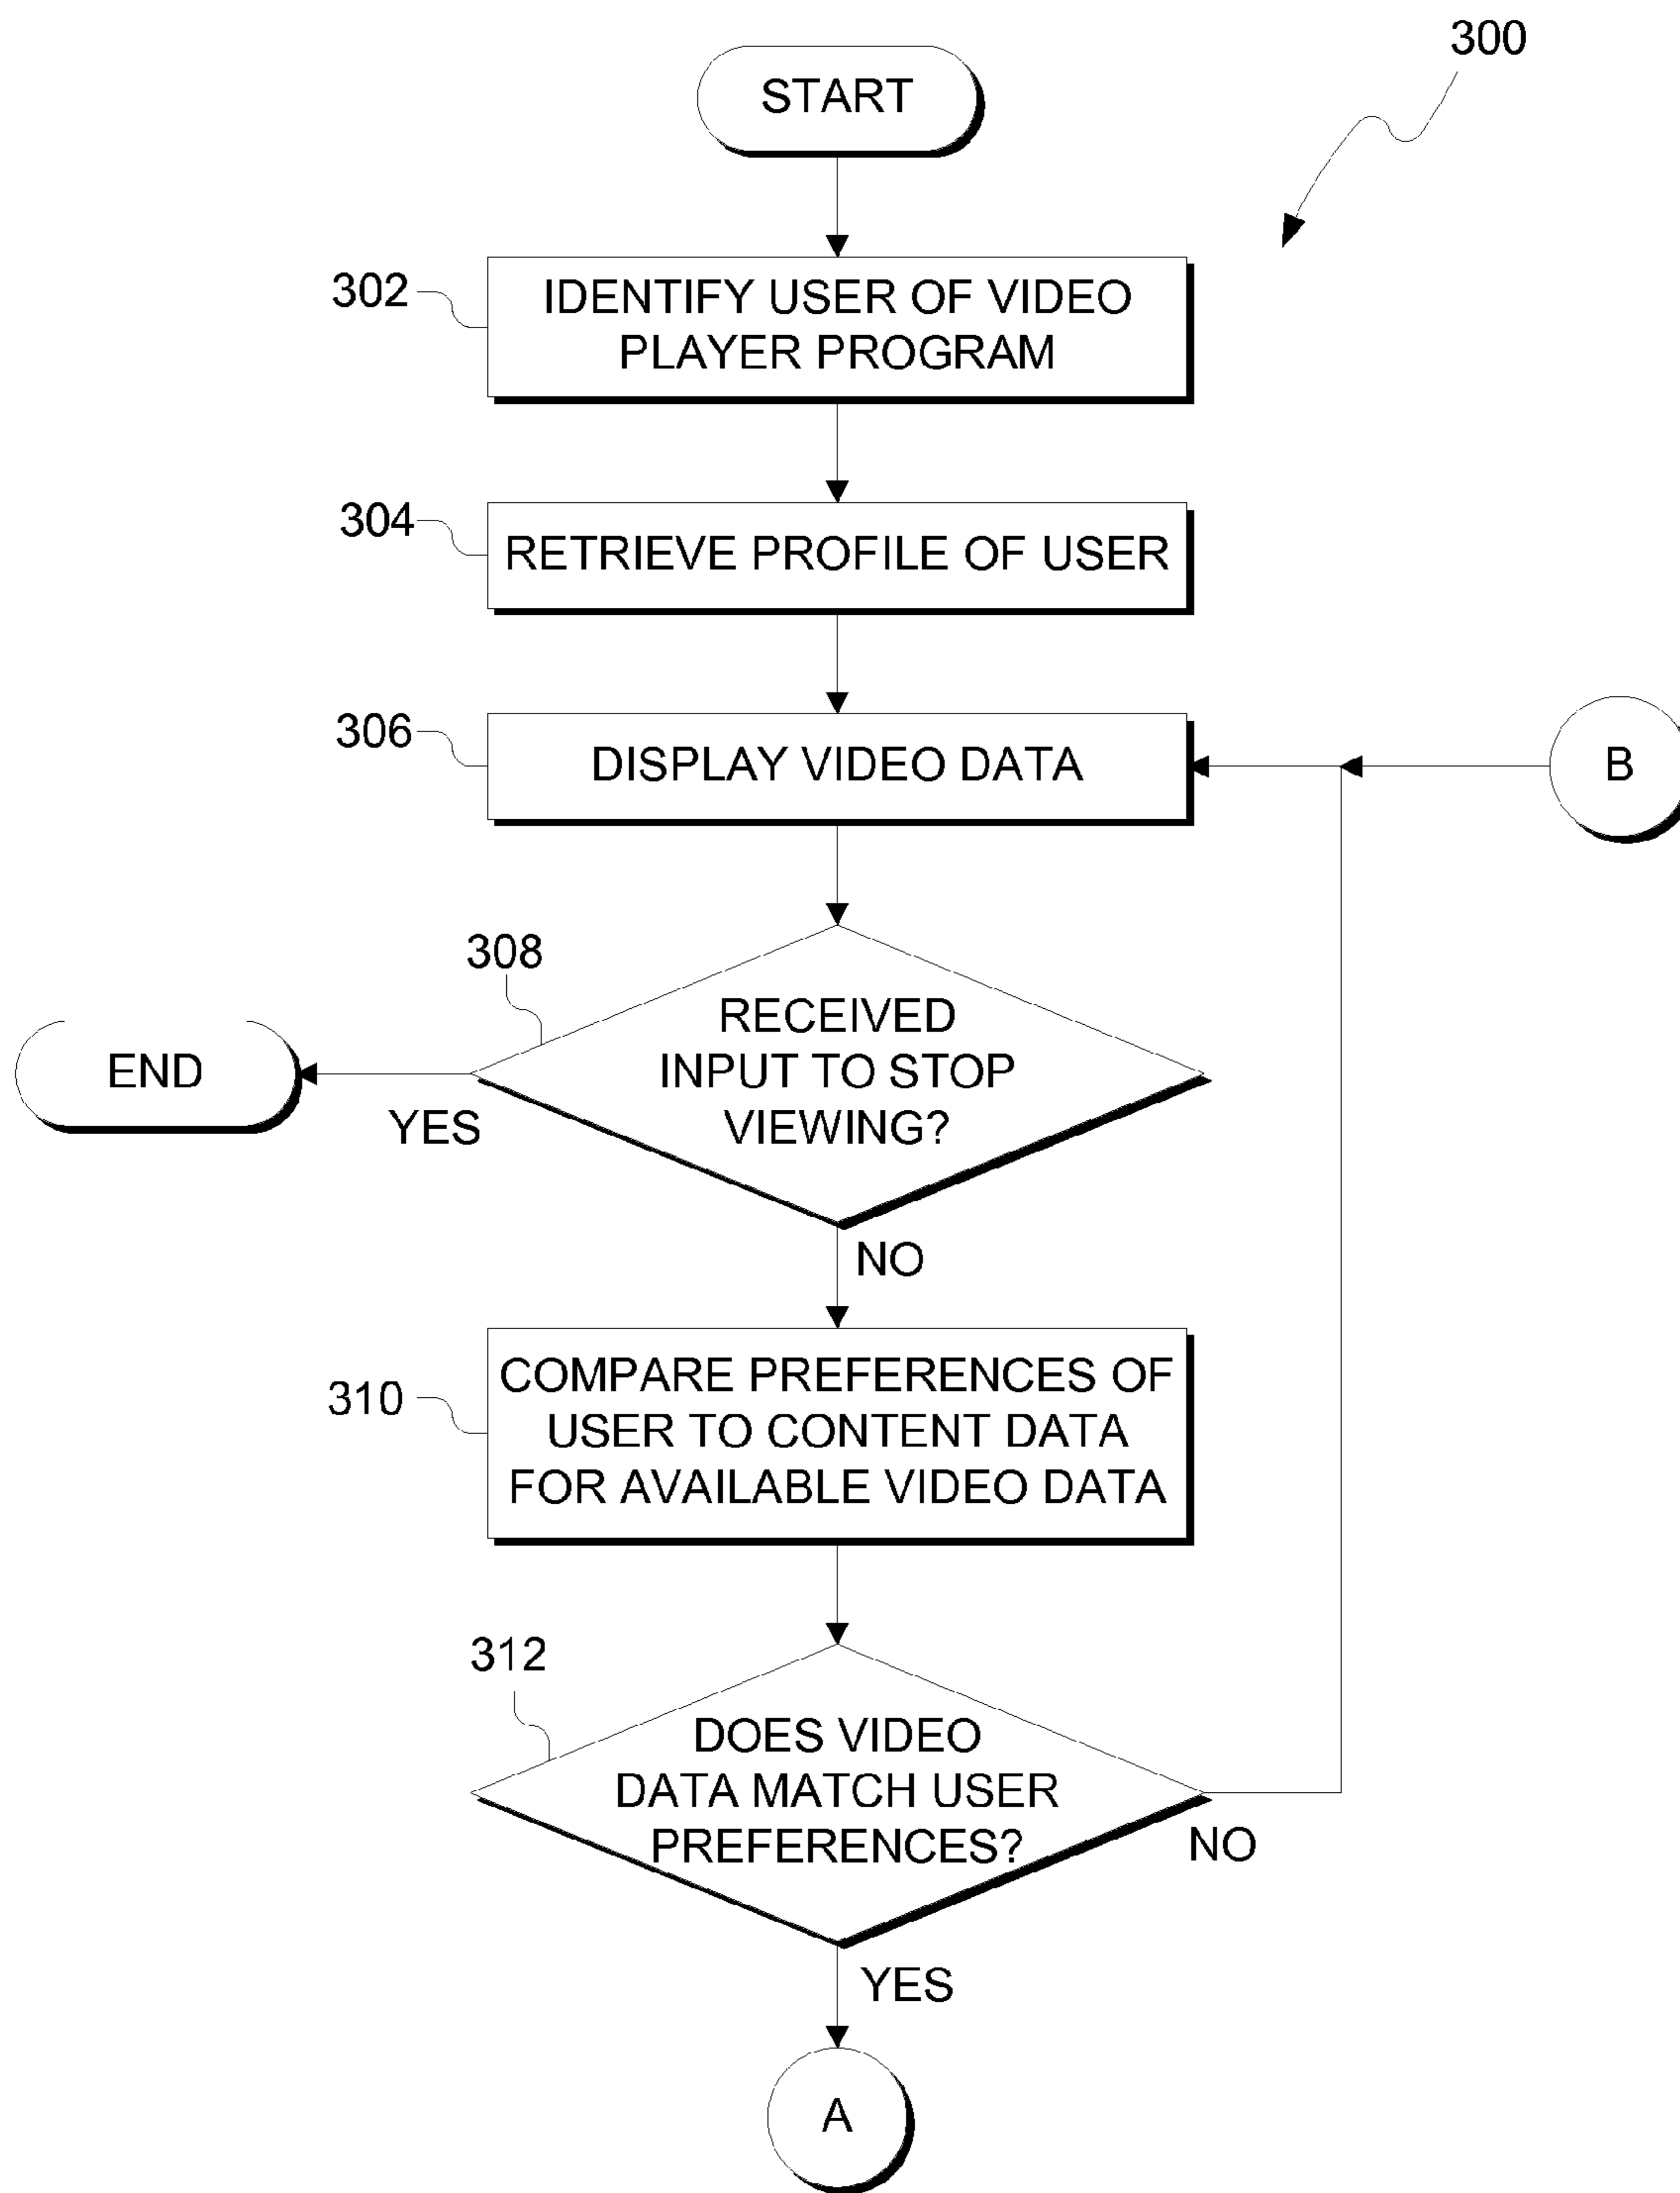 300
START
302
IDENTIFY USER OF VIDEO
PLAYER PROGRAM
304
RETRIEVE PROFILE OF USER
306
DISPLAY VIDEO DATA
B
308
RECEIVED
INPUT TO STOP
VIEWING?
END
YES
NO
310
COMPARE PREFERENCES OF
USER TO CONTENT DATA
FOR AVAILABLE VIDEO DATA
312
DOES VIDEO
DATA MATCH USER
PREFERENCES?
NO
YES
A